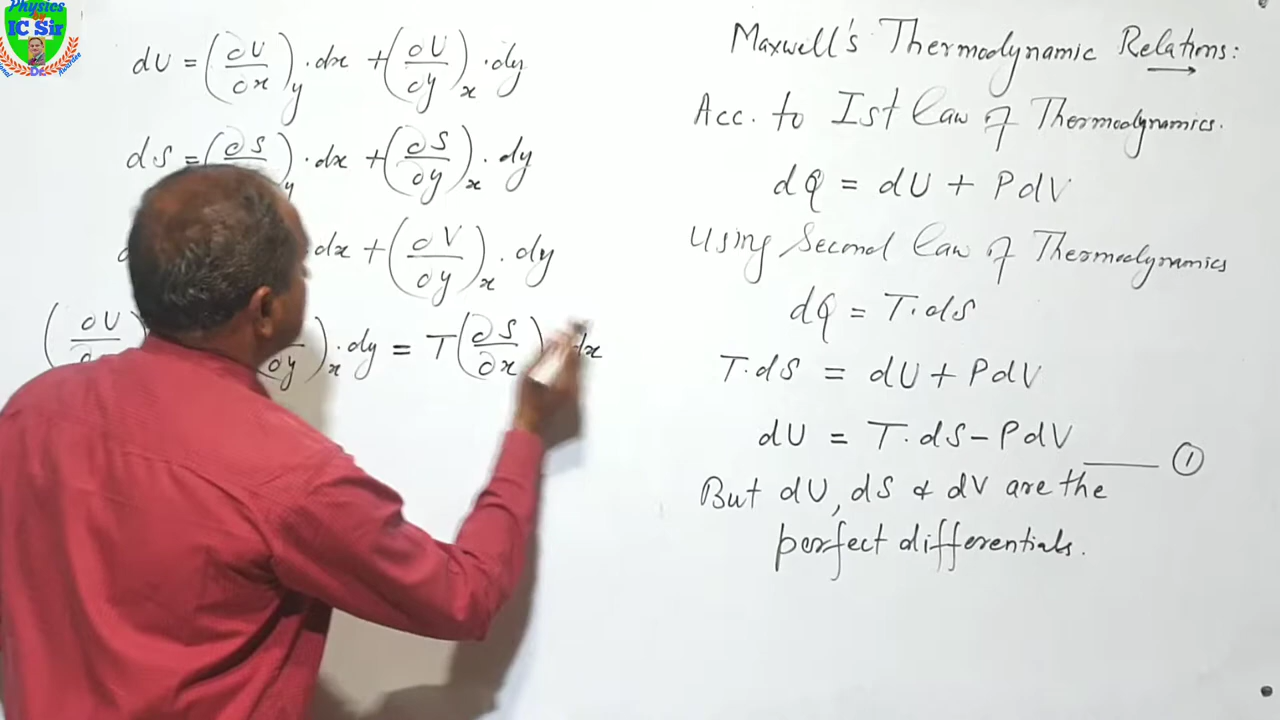 Physics
by
IC Sir
dU = (∂U/∂x)y · dx + (∂U/∂y)x · dy
dS = (∂S/ )y · dx + (∂S/∂y)x · dy
d dx + (∂V/∂y)x · dy
(∂U/∂ ∂y)x · dy = T(∂S/∂x) dx
Maxwell's Thermodynamic Relations:
Acc. to Ist Law of Thermodynamics.
dQ = dU + PdV
Using Second Law of Thermodynamics
dQ = T·dS
T·dS = dU + PdV
dU = T·dS – PdV —— ①
But dU, dS & dV are the
perfect differentials.